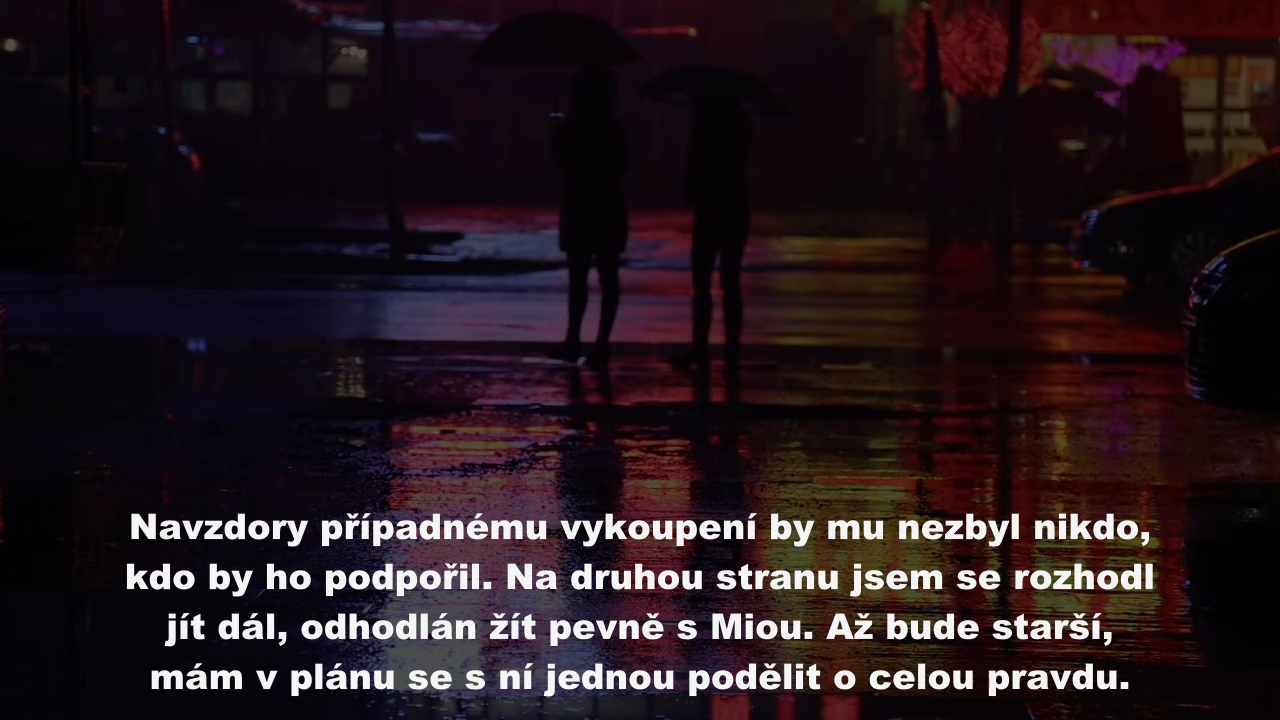 Navzdory případnému vykoupení by mu nezbyl nikdo,
kdo by ho podpořil. Na druhou stranu jsem se rozhodl
jít dál, odhodlán žít pevně s Miou. Až bude starší,
mám v plánu se s ní jednou podělit o celou pravdu.